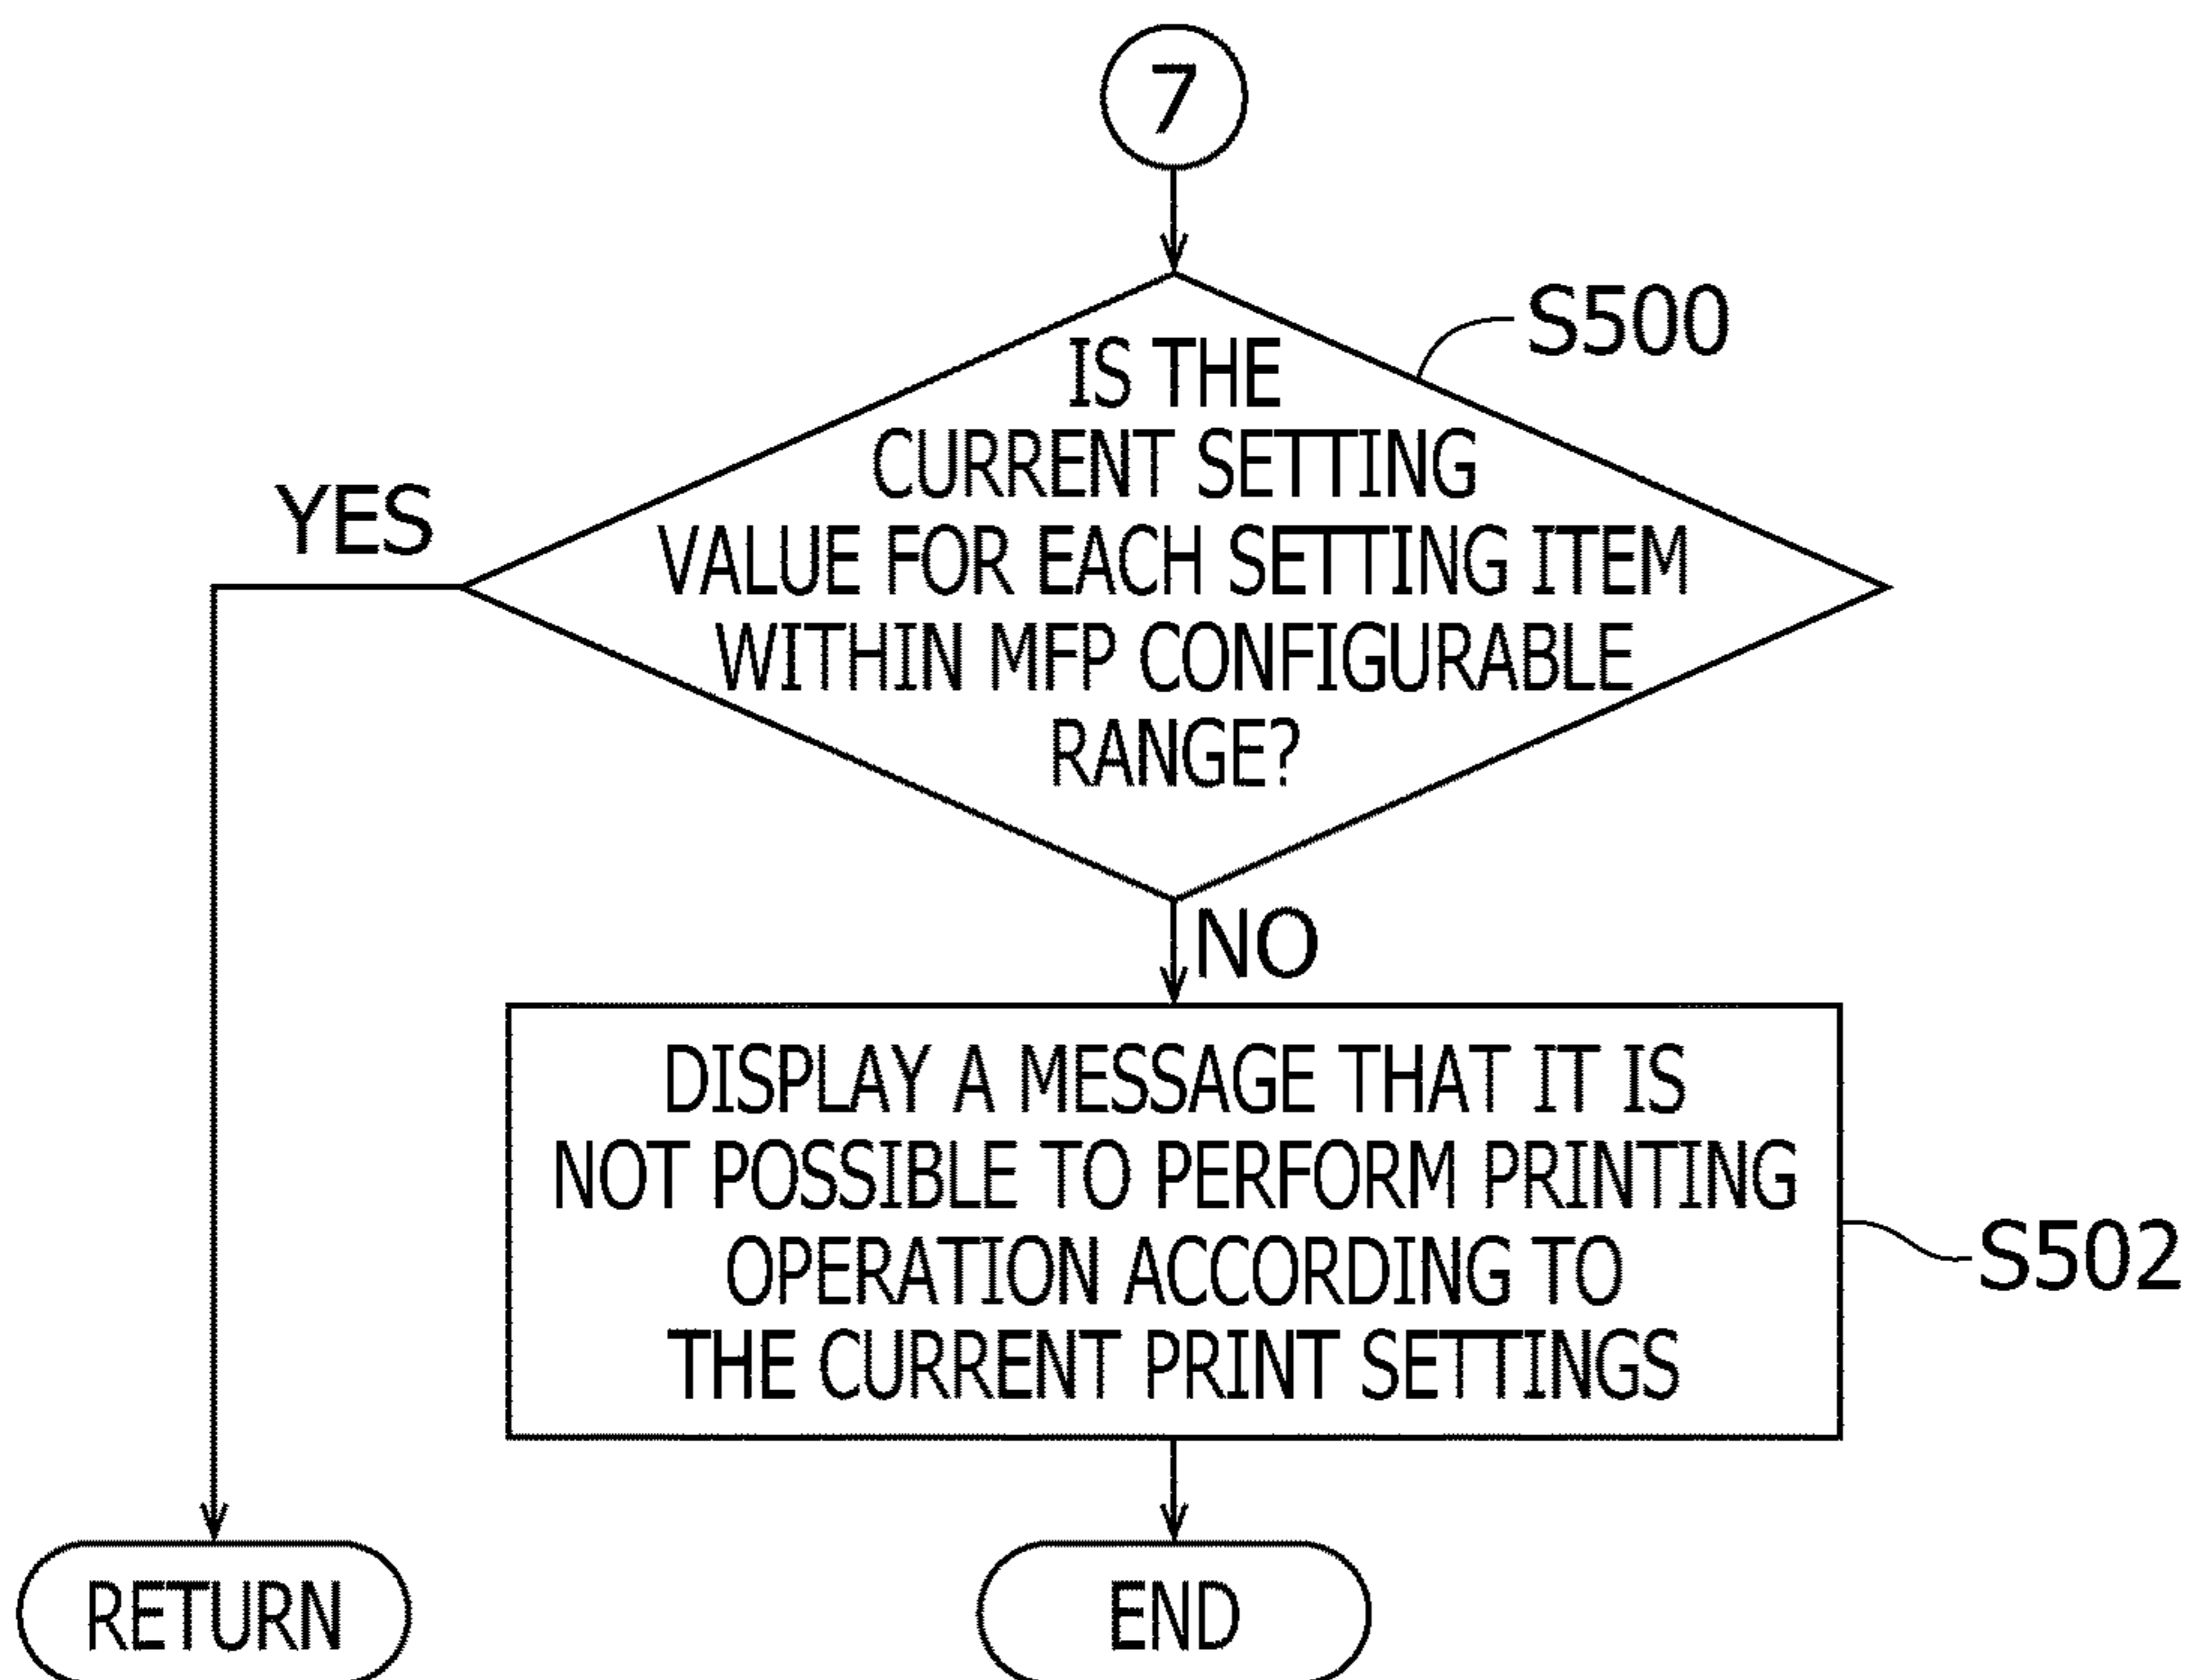 7
S500
IS THE
CURRENT SETTING
VALUE FOR EACH SETTING ITEM
WITHIN MFP CONFIGURABLE
RANGE?
YES
NO
DISPLAY A MESSAGE THAT IT IS
NOT POSSIBLE TO PERFORM PRINTING
OPERATION ACCORDING TO
THE CURRENT PRINT SETTINGS
S502
RETURN
END